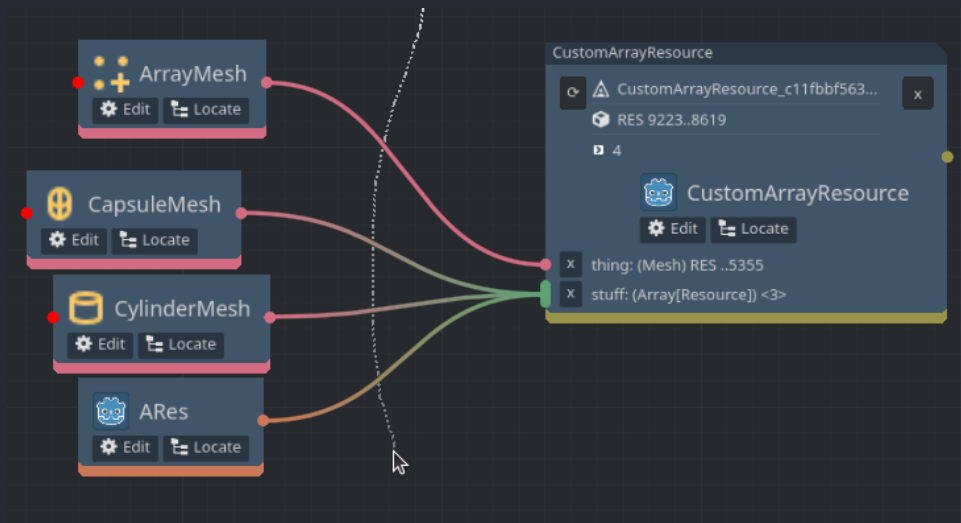 ArrayMesh
Edit Locate
CapsuleMesh
Edit Locate
CylinderMesh
Edit Locate
ARes
Edit Locate
CustomArrayResource
CustomArrayResource_c11fbbf563...
x
RES 9223..8619
4
CustomArrayResource
Edit Locate
x thing: (Mesh) RES ..5355
x stuff: (Array[Resource]) <3>